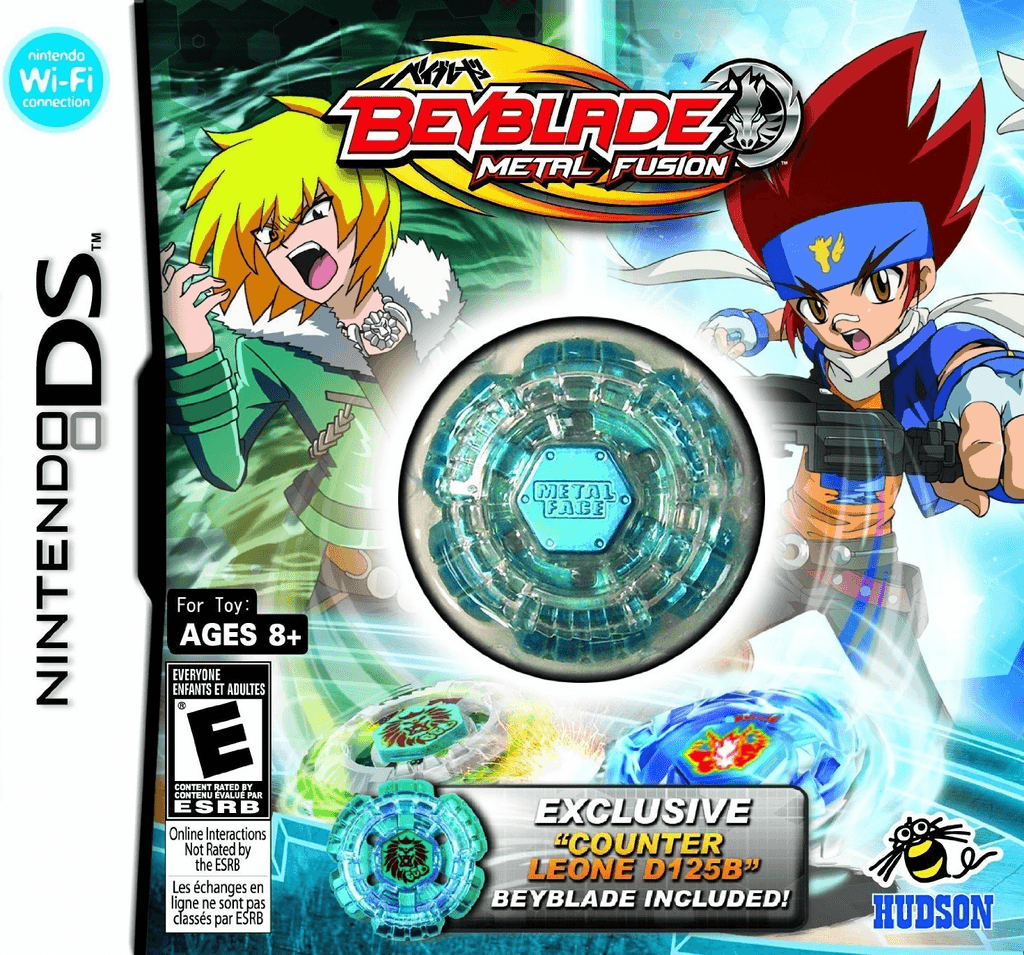 nintendo
Wi-Fi
connection
NINTENDO DS™
ベイブレード
BEYBLADE
METAL FUSION™
METAL
FACE
For Toy:
AGES 8+
EVERYONE
ENFANTS ET ADULTES
®
E
CONTENT RATED BY
CONTENU ÉVALUÉ PAR
ESRB
Online Interactions
Not Rated by
the ESRB
Les échanges en
ligne ne sont pas
classés par ESRB
EXCLUSIVE
"COUNTER
LEONE D125B"
BEYBLADE INCLUDED!
HUDSON